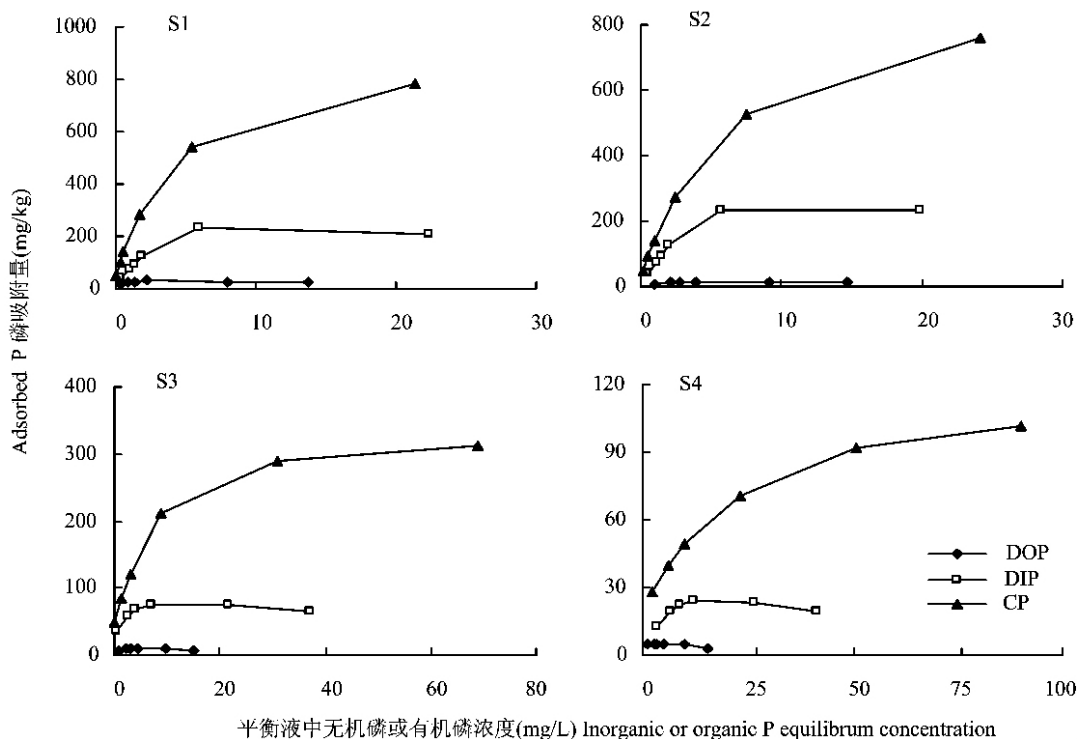 Adsorbed P 磷吸附量(mg/kg)
S1
1000
800
600
400
200
0
0 10 20 30
S2
800
600
400
200
0
0 10 20 30
S3
400
300
200
100
0
0 20 40 60 80
S4
120
90
60
30
0
0 25 50 75 100
DOP
DIP
CP
平衡液中无机磷或有机磷浓度(mg/L) Inorganic or organic P equilibrum concentration